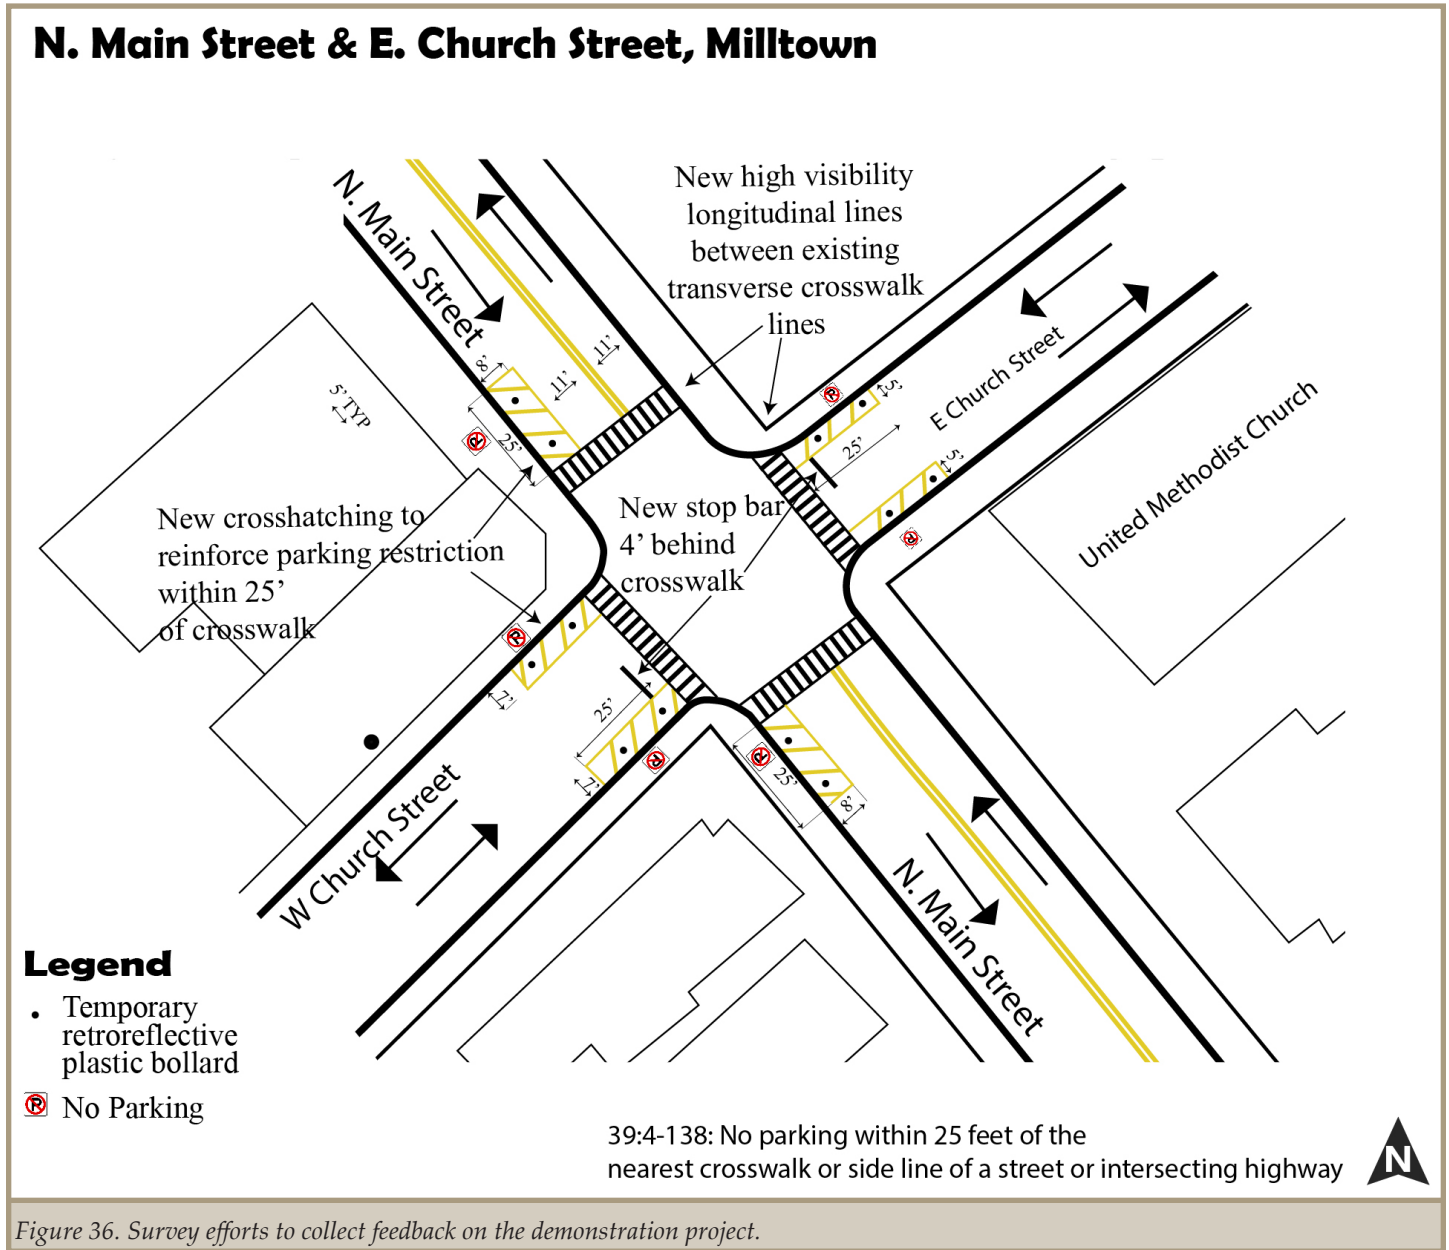 N. Main Street & E. Church Street, Milltown
New high visibility
longitudinal lines
between existing
transverse crosswalk
lines
N. Main Street
8'
11'
11'
25'
5' TYP
5'
25'
E Church Street
5'
United Methodist Church
New crosshatching to
reinforce parking restriction
within 25’
of crosswalk
New stop bar
4’ behind
crosswalk
7'
25'
7'
25'
8'
W Church Street
N. Main Street
Legend
Temporary
retroreflective
plastic bollard
No Parking
39:4-138: No parking within 25 feet of the
nearest crosswalk or side line of a street or intersecting highway
N
Figure 36. Survey efforts to collect feedback on the demonstration project.